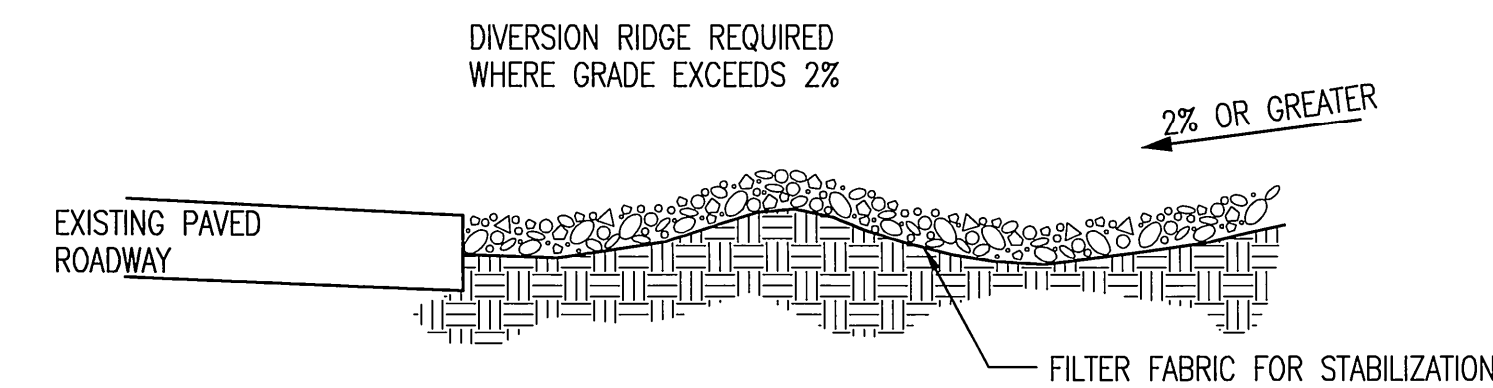 DIVERSION RIDGE REQUIRED
WHERE GRADE EXCEEDS 2%
2% OR GREATER
EXISTING PAVED
ROADWAY
FILTER FABRIC FOR STABILIZATION